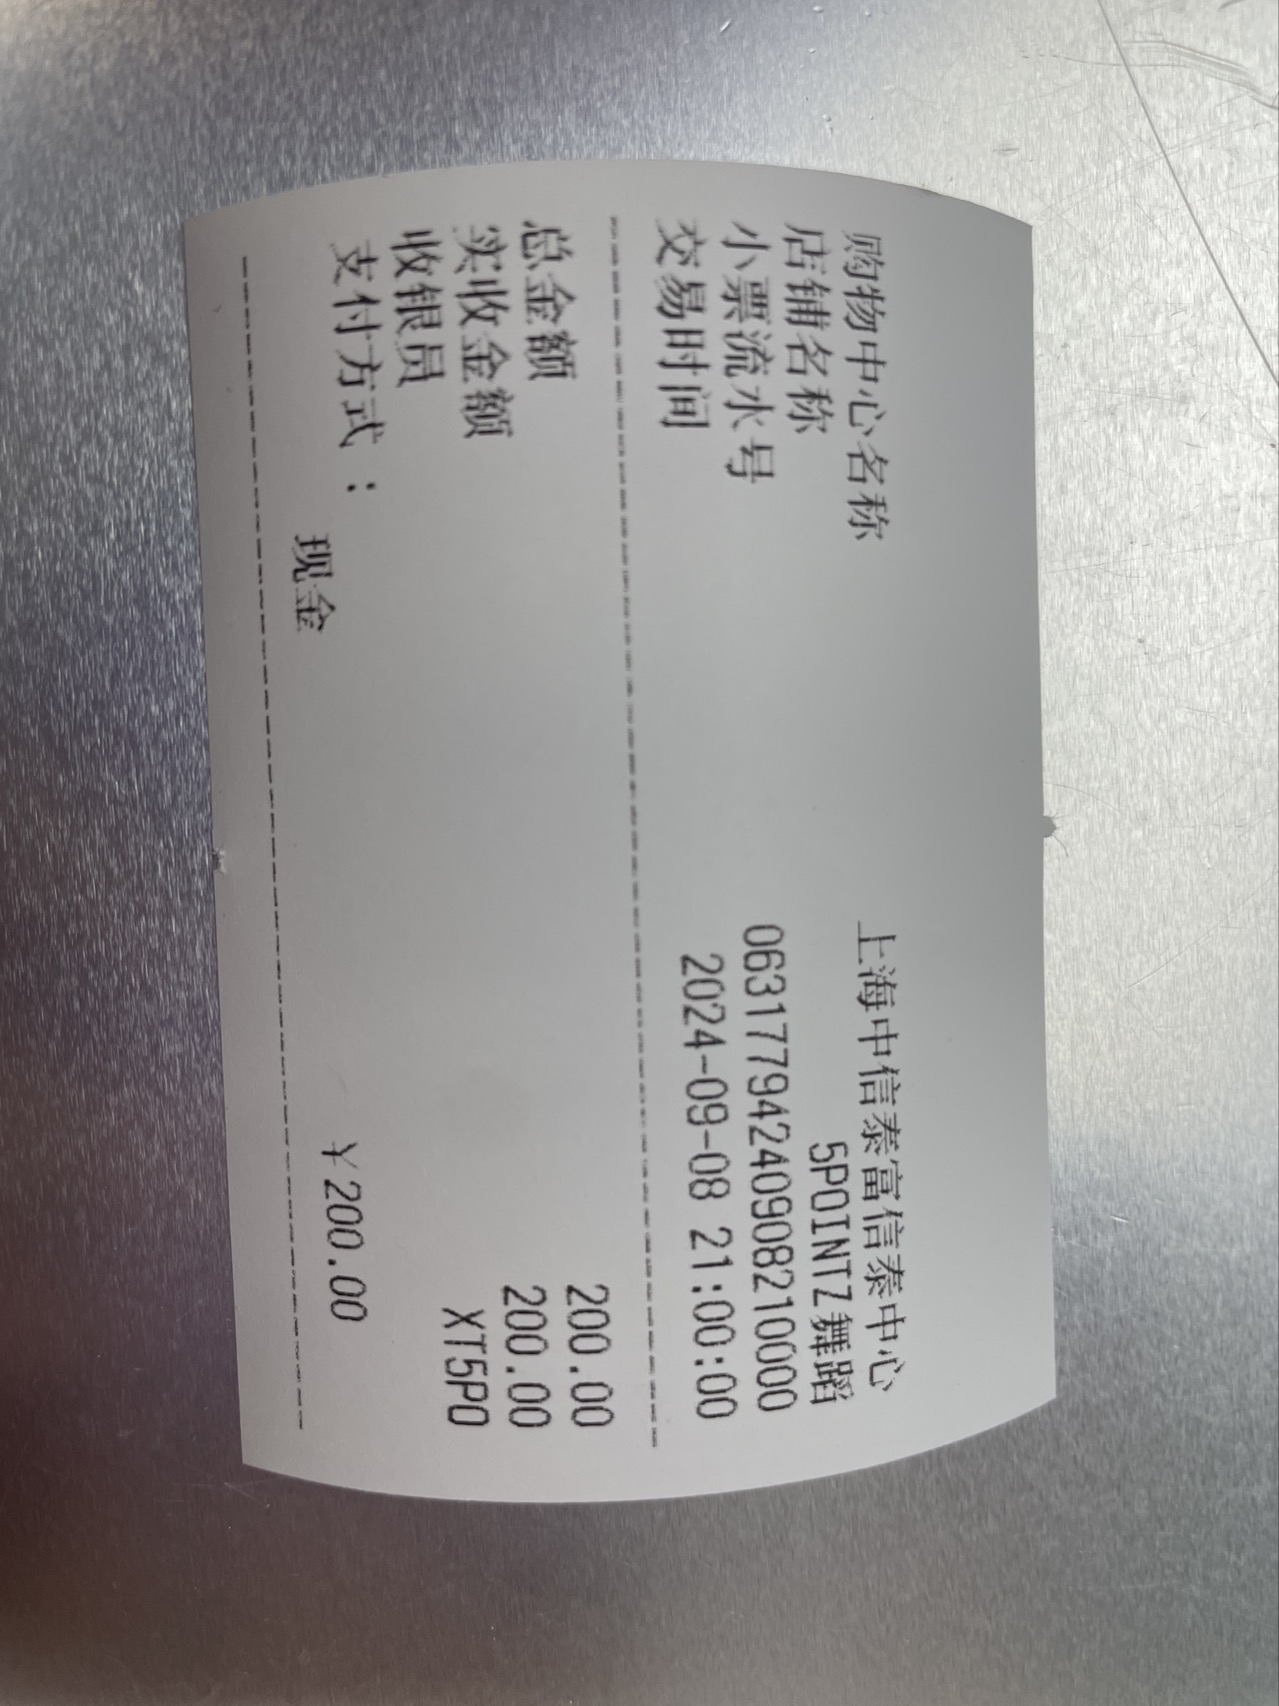 购物中心名称 上海中信泰富信泰中心
店铺名称 5POINTZ舞蹈
小票流水号 06317794240908210000
交易时间 2024-09-08 21:00:00
总金额 200.00
实收金额 200.00
收银员 XT5PO
支付方式：
现金 ￥200.00